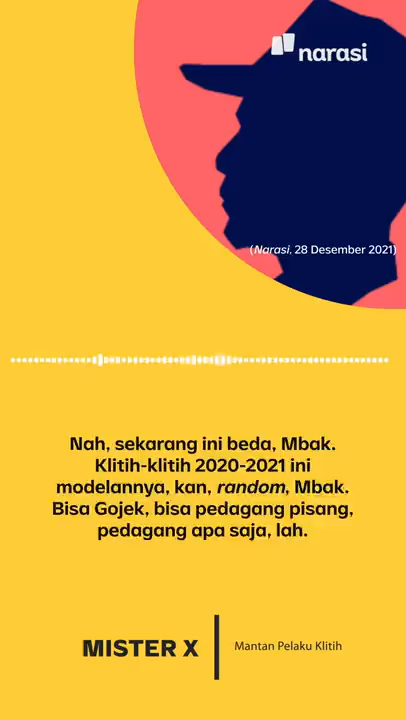 narasi
(Narasi, 28 Desember 2021)
Nah, sekarang ini beda, Mbak.
Klitih-klitih 2020-2021 ini
modelannya, kan, random, Mbak.
Bisa Gojek, bisa pedagang pisang,
pedagang apa saja, lah.
MISTER X
Mantan Pelaku Klitih